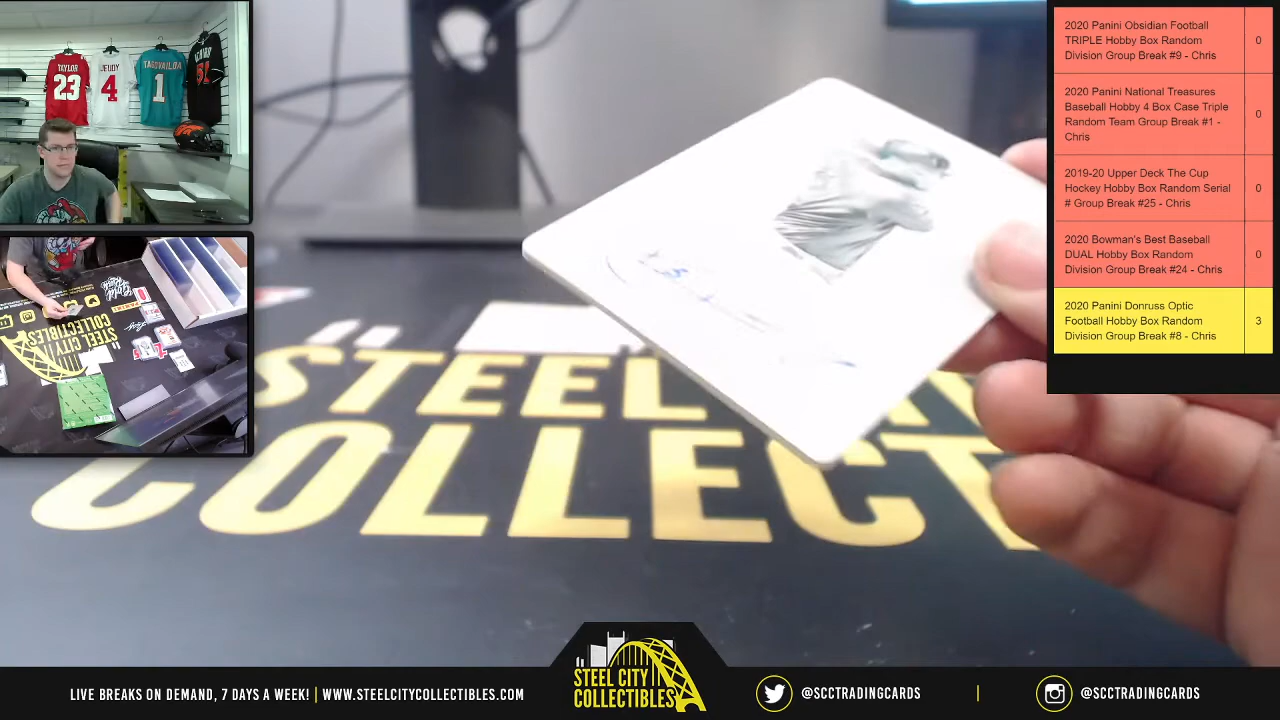 TAYLOR
23
JEUDY
4
TAGOVAILOA
1
2020 Panini Obsidian Football
TRIPLE Hobby Box Random
Division Group Break #9 - Chris
0
2020 Panini National Treasures
Baseball Hobby 4 Box Case Triple
Random Team Group Break #1 -
Chris
0
2019-20 Upper Deck The Cup
Hockey Hobby Box Random Serial
# Group Break #25 - Chris
0
2020 Bowman's Best Baseball
DUAL Hobby Box Random
Division Group Break #24 - Chris
0
2020 Panini Donruss Optic
Football Hobby Box Random
Division Group Break #8 - Chris
3
STEEL
COLLECT
STEEL CITY
COLLECTIBLES
LIVE BREAKS ON DEMAND, 7 DAYS A WEEK! | WWW.STEELCITYCOLLECTIBLES.COM
STEEL CITY
COLLECTIBLES
@SCCTRADINGCARDS
@SCCTRADINGCARDS